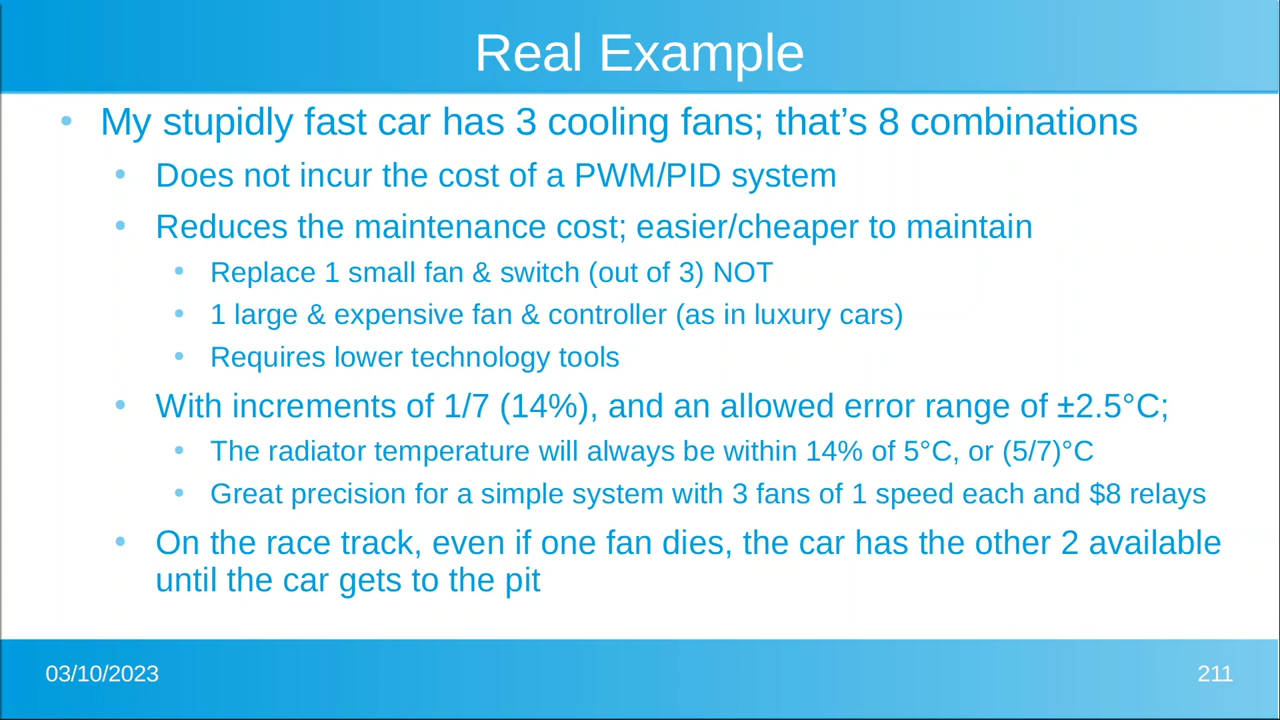 Real Example
• My stupidly fast car has 3 cooling fans; that’s 8 combinations
• Does not incur the cost of a PWM/PID system
• Reduces the maintenance cost; easier/cheaper to maintain
• Replace 1 small fan & switch (out of 3) NOT
• 1 large & expensive fan & controller (as in luxury cars)
• Requires lower technology tools
• With increments of 1/7 (14%), and an allowed error range of ±2.5°C;
• The radiator temperature will always be within 14% of 5°C, or (5/7)°C
• Great precision for a simple system with 3 fans of 1 speed each and $8 relays
• On the race track, even if one fan dies, the car has the other 2 available
until the car gets to the pit
03/10/2023
211